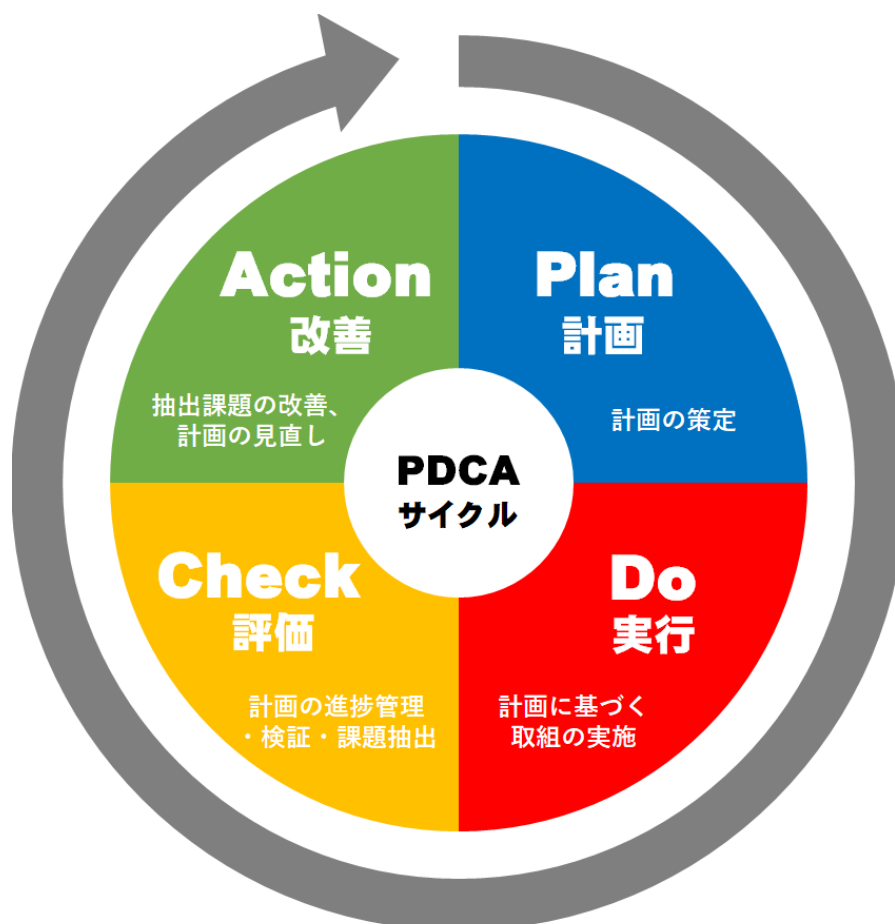 Action
改善
抽出課題の改善、
計画の見直し
Plan
計画
計画の策定
PDCA
サイクル
Check
評価
計画の進捗管理
・検証・課題抽出
Do
実行
計画に基づく
取組の実施